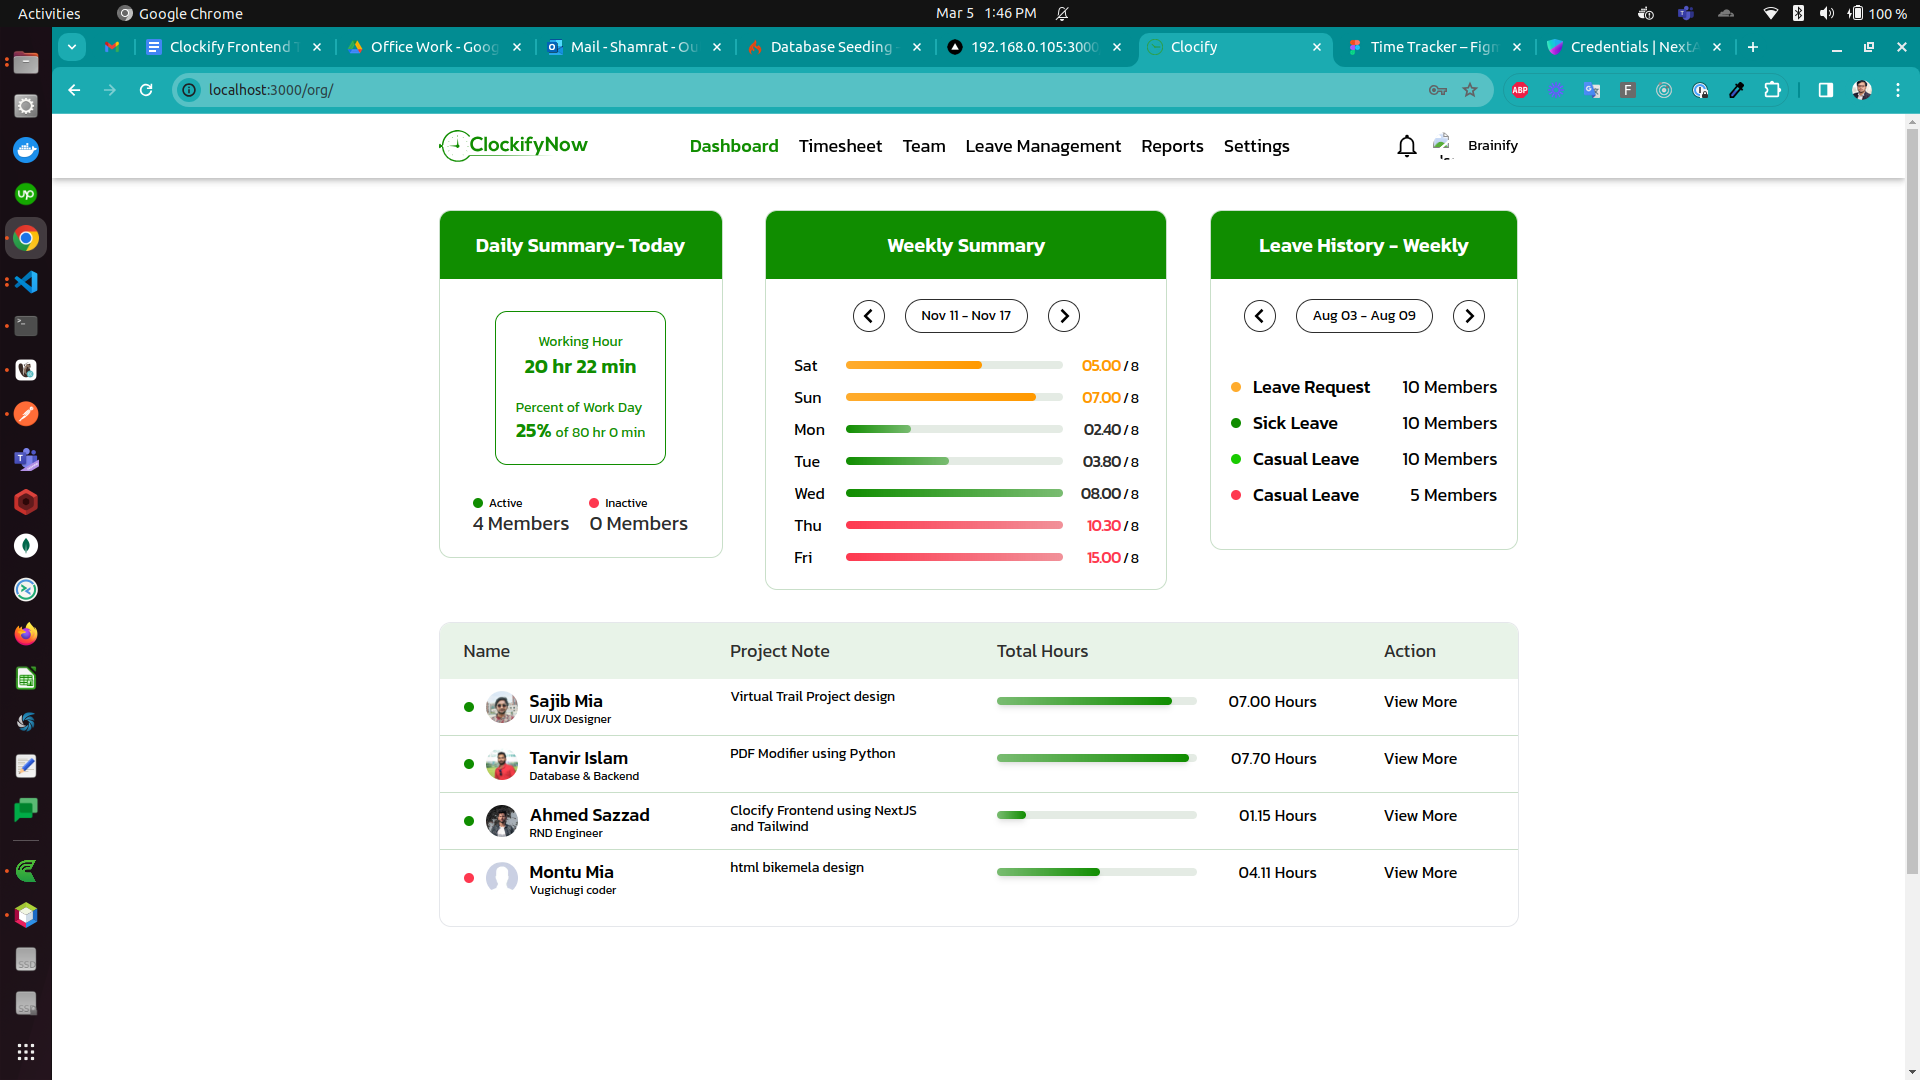 Activities Google Chrome Mar 5 1:46 PM 100 %
Clockify Frontend Office Work - Goog Mail - Shamrat - Ou Database Seeding 192.168.0.105:3000 Clocify Time Tracker – Fig Credentials | NextA
localhost:3000/org/
ClockifyNow Dashboard Timesheet Team Leave Management Reports Settings Brainify
Daily Summary- Today
Working Hour
20 hr 22 min
Percent of Work Day
25% of 80 hr 0 min
Active Inactive
4 Members 0 Members
Weekly Summary
Nov 11 - Nov 17
Sat 05.00 / 8
Sun 07.00 / 8
Mon 02.40 / 8
Tue 03.80 / 8
Wed 08.00 / 8
Thu 10.30 / 8
Fri 15.00 / 8
Leave History - Weekly
Aug 03 - Aug 09
Leave Request 10 Members
Sick Leave 10 Members
Casual Leave 10 Members
Casual Leave 5 Members
Name Project Note Total Hours Action
Sajib Mia Virtual Trail Project design 07.00 Hours View More
UI/UX Designer
Tanvir Islam PDF Modifier using Python 07.70 Hours View More
Database & Backend
Ahmed Sazzad Clocify Frontend using NextJS 01.15 Hours View More
RND Engineer and Tailwind
Montu Mia html bikemela design 04.11 Hours View More
Vugichugi coder